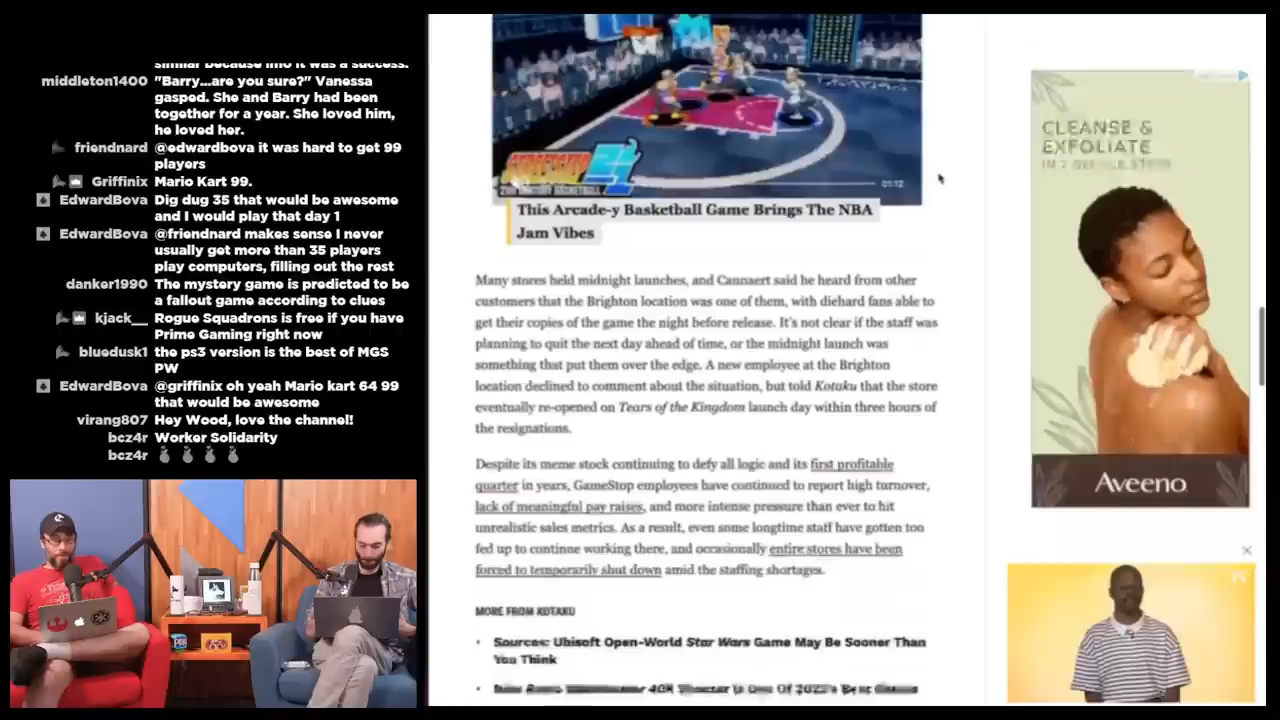 similar because imo it was a success.
middleton1400 "Barry...are you sure?" Vanessa
gasped. She and Barry had been
together for a year. She loved him,
he loved her.
friendnard @edwardbova it was hard to get 99
players
Griffinix Mario Kart 99.
EdwardBova Dig dug 35 that would be awesome
and I would play that day 1
EdwardBova @friendnard makes sense I never
usually get more than 35 players
play computers, filling out the rest
danker1990 The mystery game is predicted to be
a fallout game according to clues
kjack__ Rogue Squadrons is free if you have
Prime Gaming right now
bluhulsk1 the ps3 version is the best of MGS
PW
EdwardBova @griffinix oh yeah Mario kart 64 99
that would be awesome
virang807 Hey Wood, love the channel!
bcz4r Worker Solidarity
bcz4r
01:12
This Arcade-y Basketball Game Brings The NBA
Jam Vibes
Many stores held midnight launches, and Cannaert said he heard from other
customers that the Brighton location was one of them, with diehard fans able to
get their copies of the game the night before release. It's not clear if the staff was
planning to quit the next day ahead of time, or the midnight launch was
something that put them over the edge. A new employee at the Brighton
location declined to comment about the situation, but told Kotaku that the store
eventually re-opened on Tears of the Kingdom launch day within three hours of
the resignations.
Despite its meme stock continuing to defy all logic and its first profitable
quarter in years, GameStop employees have continued to report high turnover,
lack of meaningful pay raises, and more intense pressure than ever to hit
unrealistic sales metrics. As a result, even some longtime staff have gotten too
fed up to continue working there, and occasionally entire stores have been
forced to temporarily shut down amid the staffing shortages.
MORE FROM KOTAKU
Sources: Ubisoft Open-World Star Wars Game May Be Sooner Than
You Think
CLEANSE &
EXFOLIATE
Aveeno